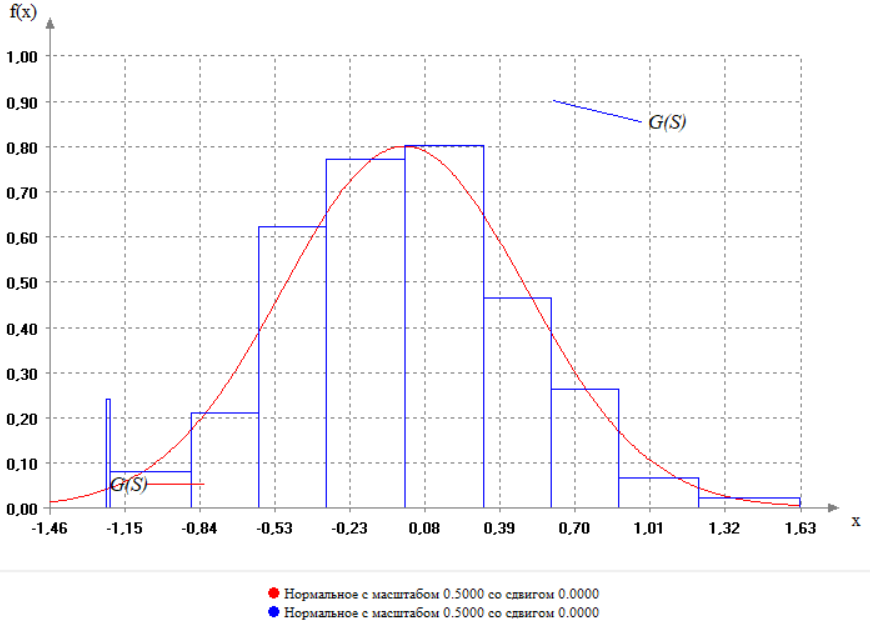 f(x)
1,00
0,90
G(S)
0,80
0,70
0,60
0,50
0,40
0,30
0,20
0,10
G(S)
0,00
-1,46 -1,15 -0,84 -0,53 -0,23 0,08 0,39 0,70 1,01 1,32 1,63 x
Нормальное с масштабом 0.5000 со сдвигом 0.0000
Нормальное с масштабом 0.5000 со сдвигом 0.0000